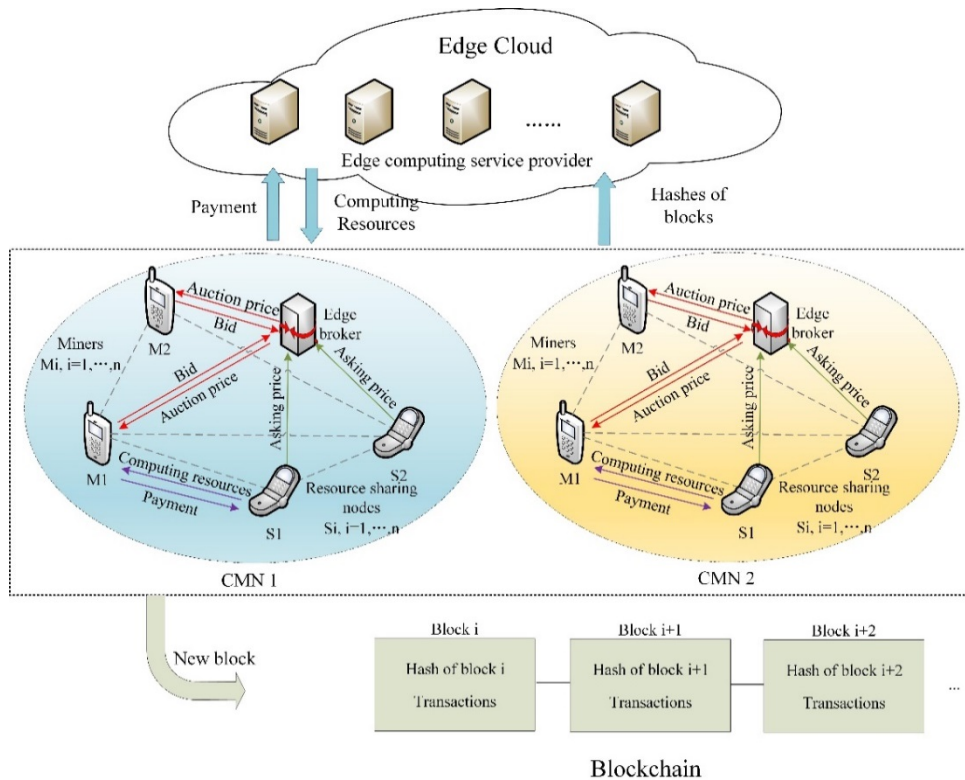 Edge Cloud
......
Edge computing service provider
Payment
Computing
Resources
Hashes of
blocks
M2
Auction price
Bid
Edge
broker
Miners
Mi, i=1,⋯,n
Bid
Auction price
Asking price
Asking price
M1
S2
Computing resources
Payment
S1
Resource sharing
nodes
Si, i=1,⋯,n
CMN 1
M2
Auction price
Bid
Edge
broker
Miners
Mi, i=1,⋯,n
Bid
Auction price
Asking price
Asking price
M1
S2
Computing resources
Payment
S1
Resource sharing
nodes
Si, i=1,⋯,n
CMN 2
New block
Block i
Hash of block i
Transactions
Block i+1
Hash of block i+1
Transactions
Block i+2
Hash of block i+2
Transactions
...
Blockchain